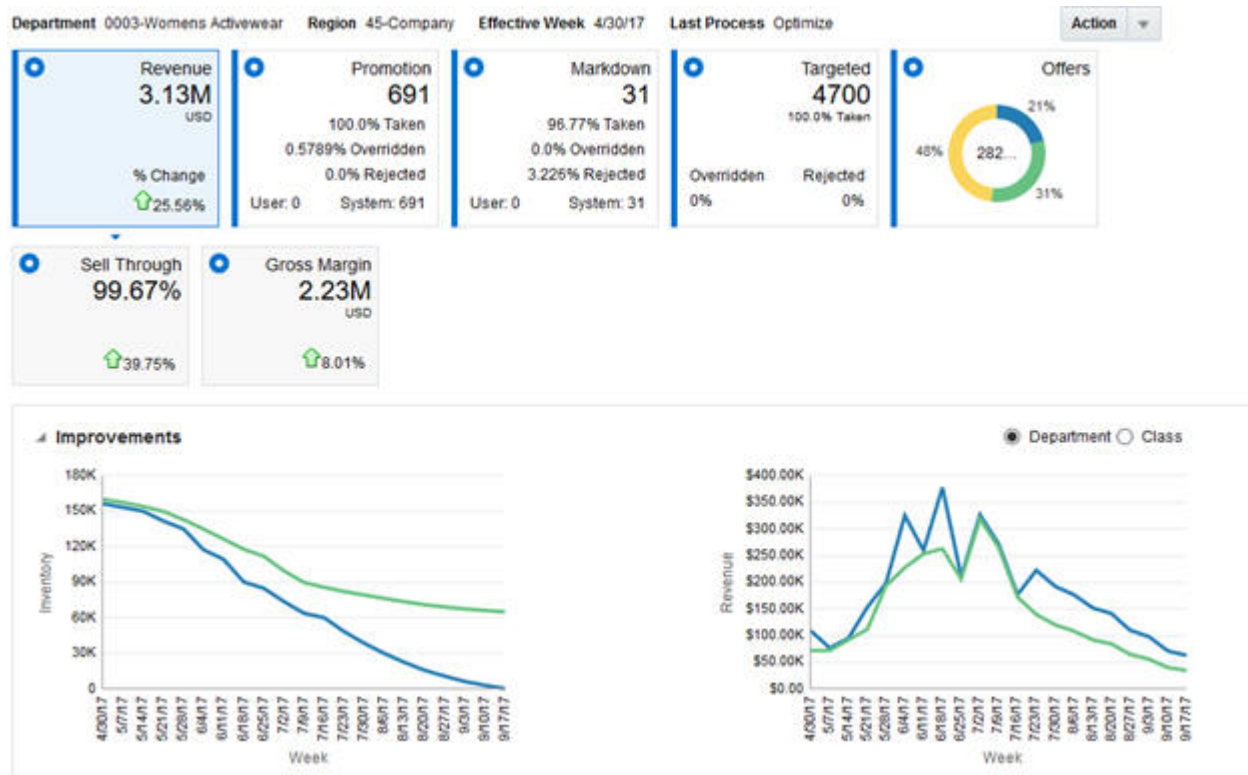 Department 0003-Womens Activewear Region 45-Company Effective Week 4/30/17 Last Process Optimize Action
Revenue
3.13M
USD
% Change
25.56%
Promotion
691
100.0% Taken
0.5789% Overridden
0.0% Rejected
User: 0 System: 691
Markdown
31
96.77% Taken
0.0% Overridden
3.226% Rejected
User: 0 System: 31
Targeted
4700
100.0% Taken
Overridden Rejected
0% 0%
Offers
21%
48% 282...
31%
Sell Through
99.67%
39.75%
Gross Margin
2.23M
USD
8.01%
Improvements
Department Class
180K
150K
120K
90K
60K
30K
0
Inventory
4/30/17 5/7/17 5/14/17 5/21/17 5/28/17 6/4/17 6/11/17 6/18/17 6/25/17 7/2/17 7/9/17 7/16/17 7/23/17 7/30/17 8/6/17 8/13/17 8/20/17 8/27/17 9/3/17 9/10/17 9/17/17
Week
$400.00K
$350.00K
$300.00K
$250.00K
$200.00K
$150.00K
$100.00K
$50.00K
$0.00
Revenue
4/30/17 5/7/17 5/14/17 5/21/17 5/28/17 6/4/17 6/11/17 6/18/17 6/25/17 7/2/17 7/9/17 7/16/17 7/23/17 7/30/17 8/6/17 8/13/17 8/20/17 8/27/17 9/3/17 9/10/17 9/17/17
Week